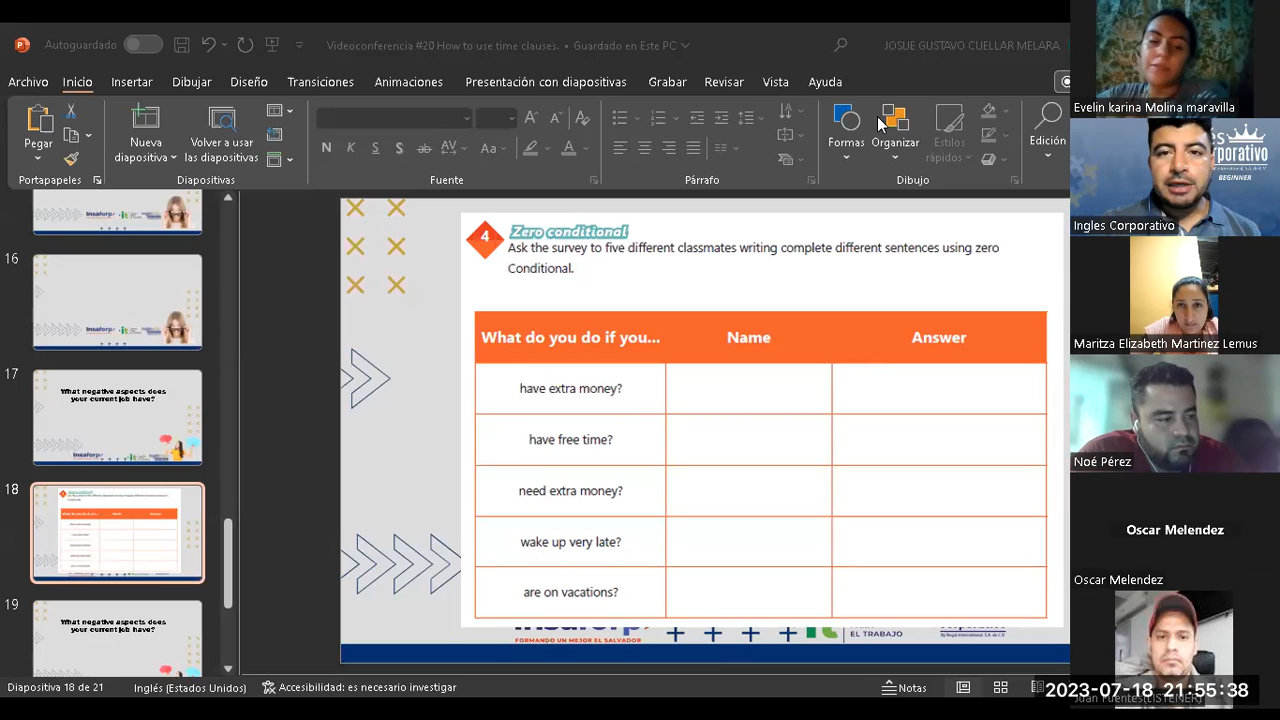 Autoguardado
Videoconferencia #20 How to use time clauses. • Guardado en Este PC
JOSUE GUSTAVO CUELLAR MELARA
Archivo Inicio Insertar Dibujar Diseño Transiciones Animaciones Presentación con diapositivas Grabar Revisar Vista Ayuda
Pegar
Nueva diapositiva
Volver a usar las diapositivas
Formas
Organizar
Estilos rápidos
Edición
N K S S ab AV Aa A
Portapapeles
Diapositivas
Fuente
Párrafo
Dibujo
16
17
What negative aspects does
your current job have?
18
19
What negative aspects does
your current job have?
4
Zero conditional
Ask the survey to five different classmates writing complete different sentences using zero
Conditional.
What do you do if you... Name Answer
have extra money?
have free time?
need extra money?
wake up very late?
are on vacations?
FORMANDO UN MEJOR EL SALVADOR
EL TRABAJO
Diapositiva 18 de 21
Inglés (Estados Unidos)
Accesibilidad: es necesario investigar
Notas
Evelin karina Molina maravilla
BEGINNER
Ingles Corporativo
Maritza Elizabeth Martinez Lemus
Noé Pérez
Oscar Melendez
Oscar Melendez
Juan Fuentes(LISTENER)
2023-07-18 21:55:38